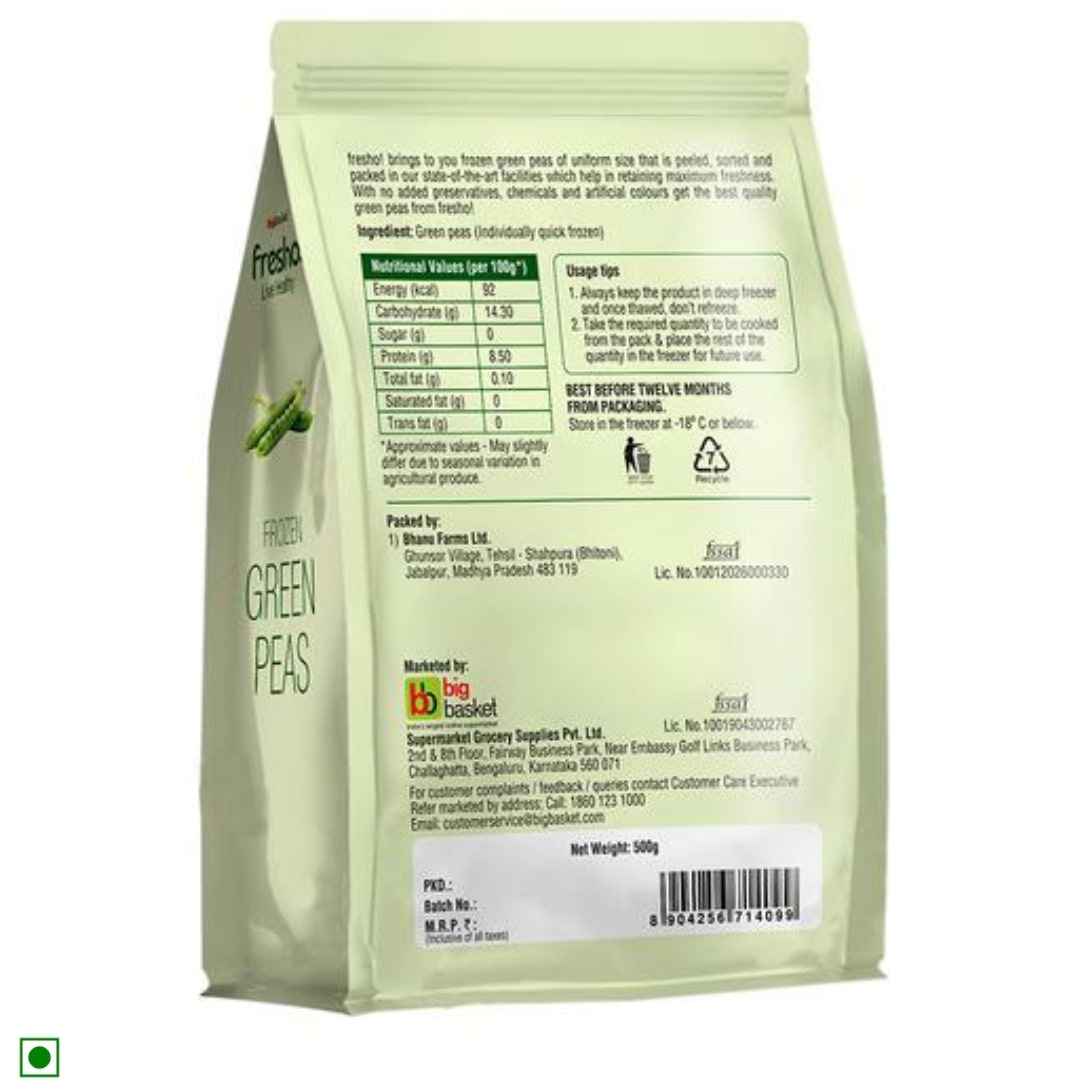 fresho! brings to you frozen green peas of uniform size that is peeled, sorted and
packed in our state-of-the-art facilities which help in retaining maximum freshness.
With no added preservatives, chemicals and artificial colours get the best quality
green peas from fresho!
Ingredient: Green peas (Individually quick frozen)
Nutritional Values (per 100g*)
Energy (kcal) 92
Carbohydrate (g) 14.30
Sugar (g) 0
Protein (g) 8.50
Total fat (g) 0.10
Saturated fat (g) 0
Trans fat (g) 0
*Approximate values - May slightly
differ due to seasonal variation in
agricultural produce.
Usage tips
1. Always keep the product in deep freezer
and once thawed, don't refreeze.
2. Take the required quantity to be cooked
from the pack & place the rest of the
quantity in the freezer for future use.
BEST BEFORE TWELVE MONTHS
FROM PACKAGING.
Store in the freezer at -18° C or below.
7
Recycle
Packed by:
1) Bhanu Farms Ltd.
Ghunsor Village, Tehsil - Shahpura (Bhitoni),
Jabalpur, Madhya Pradesh 483 119
fssai
Lic. No.10012026000330
Marketed by:
bb big
basket
India's largest online supermarket
fssai
Lic. No.10019043002767
Supermarket Grocery Supplies Pvt. Ltd.
2nd & 8th Floor, Fairway Business Park, Near Embassy Golf Links Business Park,
Challaghatta, Bengaluru, Karnataka 560 071
For customer complaints / feedback / queries contact Customer Care Executive
Refer marketed by address; Call: 1860 123 1000
Email: customerservice@bigbasket.com
Net Weight: 500g
PKD.:
Batch No.:
M.R.P. ₹ :
(Inclusive of all taxes)
8 904256 714099
fresho!
Live Healthy
FROZEN
GREEN
PEAS